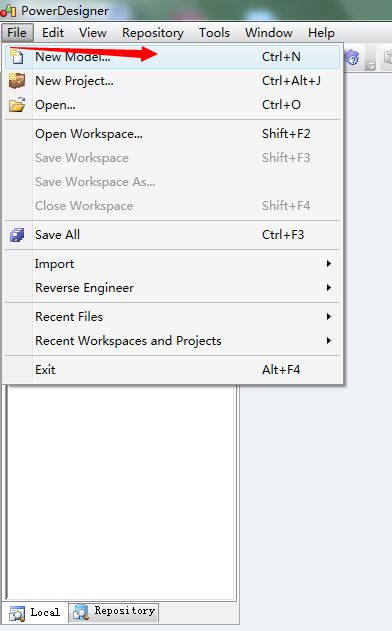 PowerDesigner
File Edit View Repository Tools Window Help
New Model... Ctrl+N
New Project... Ctrl+Alt+J
Open... Ctrl+O
Open Workspace... Shift+F2
Save Workspace Shift+F3
Save Workspace As...
Close Workspace Shift+F4
Save All Ctrl+F3
Import
Reverse Engineer
Recent Files
Recent Workspaces and Projects
Exit Alt+F4
Local Repository